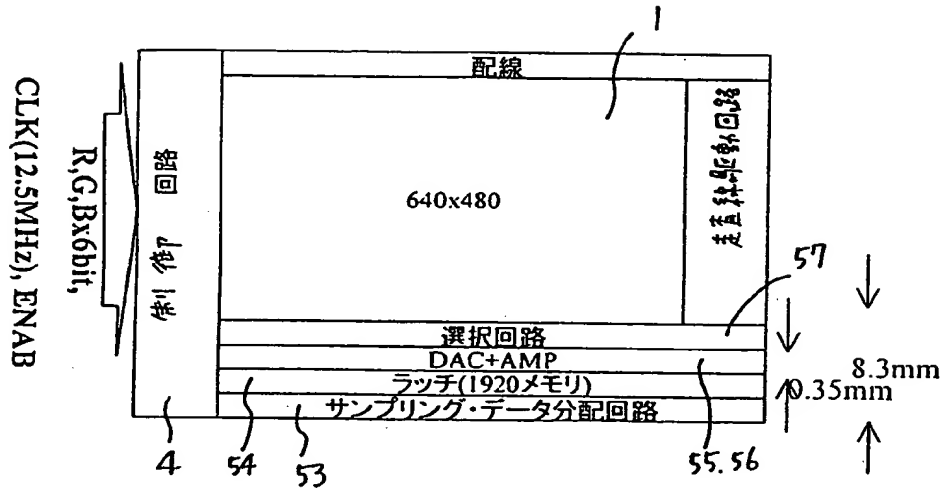 1
配線
CLK(12.5MHz), ENAB
R,G,Bx6bit,
制御 回路
640x480
走査線駆動回路
57
選択回路
DAC+AMP
ラッチ(1920メモリ)
サンプリング・データ分配回路
8.3mm
0.35mm
4
54
53
55.56